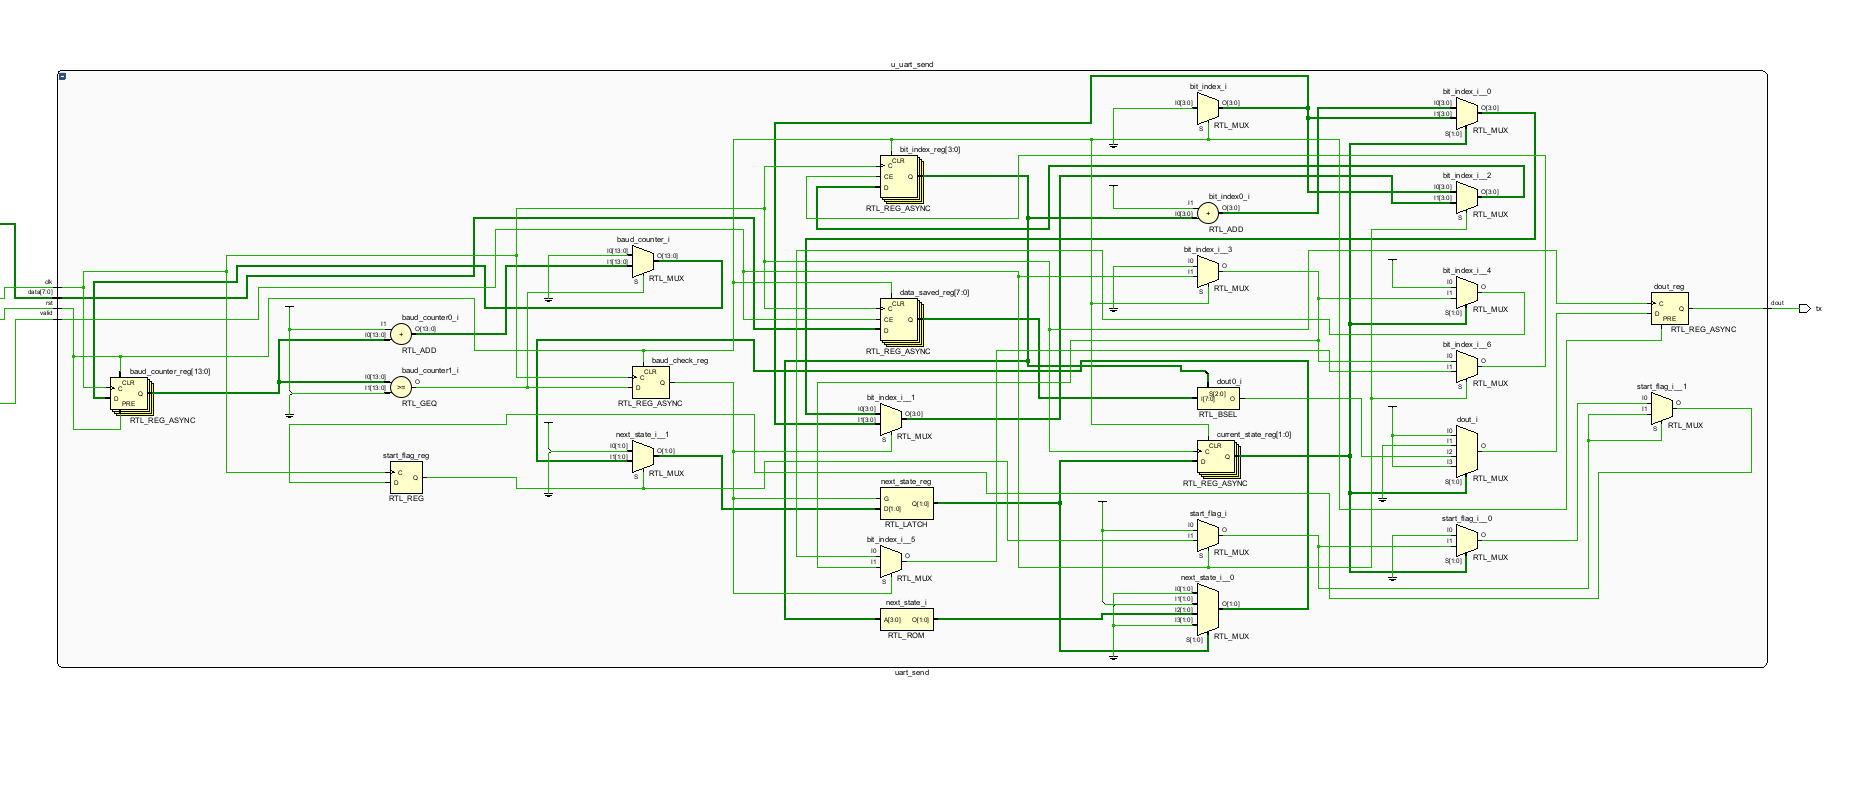 u_uart_send
clk
data[7:0]
rst
valid
baud_counter_reg[13:0]
CLR
C
D
Q
PRE
RTL_REG_ASYNC
baud_counter0_i
I1
I0[13:0]
+
O[13:0]
RTL_ADD
baud_counter1_i
I0[13:0]
I1[13:0]
>=
O
RTL_GEQ
start_flag_reg
C
D
Q
RTL_REG
baud_counter_i
I0[13:0]
I1[13:0]
O[13:0]
S
RTL_MUX
baud_check_reg
CLR
C
D
Q
RTL_REG_ASYNC
next_state_i__1
I0[1:0]
I1[1:0]
O[1:0]
S
RTL_MUX
bit_index_reg[3:0]
CLR
C
CE
D
Q
RTL_REG_ASYNC
data_saved_reg[7:0]
CLR
C
CE
D
Q
RTL_REG_ASYNC
bit_index_i__1
I0[3:0]
I1[3:0]
O[3:0]
S
RTL_MUX
next_state_reg
G
D[1:0]
Q[1:0]
RTL_LATCH
bit_index_i__5
I0
I1
O
S
RTL_MUX
next_state_i
A[3:0]
O[1:0]
RTL_ROM
bit_index_i
I0[3:0]
O[3:0]
S
RTL_MUX
bit_index0_i
I1
I0[3:0]
+
O[3:0]
RTL_ADD
bit_index_i__3
I0
I1
O
S
RTL_MUX
dout0_i
S[2:0]
I[7:0]
O
RTL_BSEL
current_state_reg[1:0]
CLR
C
D
Q
RTL_REG_ASYNC
start_flag_i
I0
I1
O
S
RTL_MUX
next_state_i__0
I0[1:0]
I1[1:0]
I2[1:0]
I3[1:0]
O[1:0]
S[1:0]
RTL_MUX
bit_index_i__0
I0[3:0]
I1[3:0]
O[3:0]
S[1:0]
RTL_MUX
bit_index_i__2
I0[3:0]
I1[3:0]
O[3:0]
S
RTL_MUX
bit_index_i__4
I0
I1
O
S[1:0]
RTL_MUX
bit_index_i__6
I0
I1
O
S
RTL_MUX
dout_i
I0
I1
I2
I3
O
S[1:0]
RTL_MUX
start_flag_i__0
I0
I1
O
S[1:0]
RTL_MUX
dout_reg
C
D
Q
PRE
RTL_REG_ASYNC
start_flag_i__1
I0
I1
O
S
RTL_MUX
dout
tx
uart_send